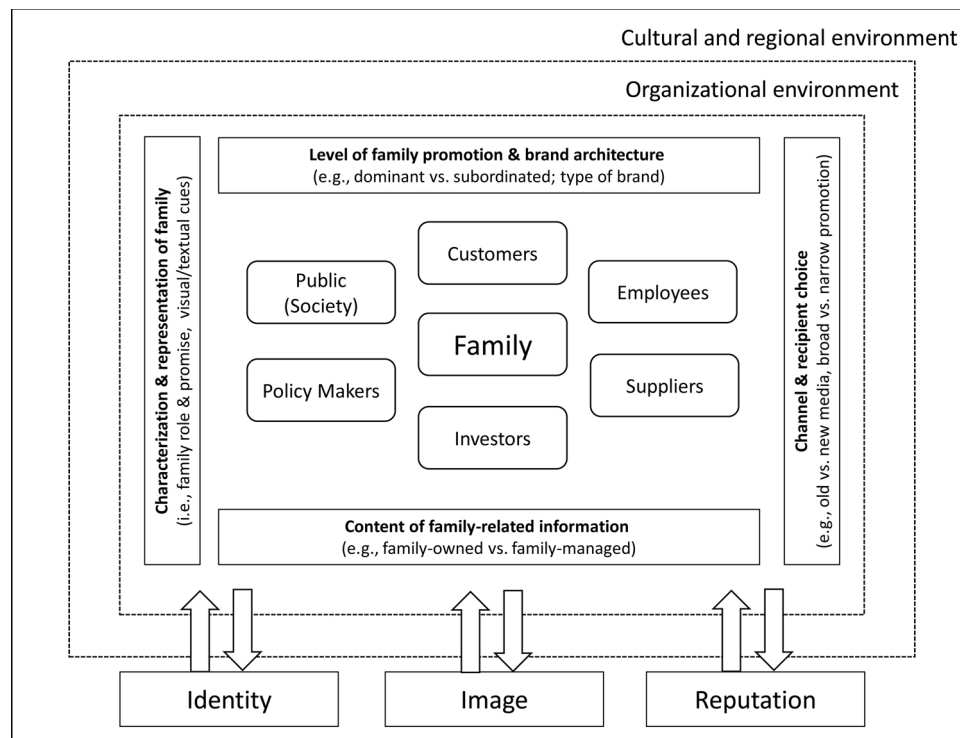 Cultural and regional environment
Organizational environment
Level of family promotion & brand architecture
(e.g., dominant vs. subordinated; type of brand)
Characterization & representation of family
(i.e., family role & promise, visual/textual cues)
Customers
Public
(Society)
Employees
Family
Policy Makers
Suppliers
Investors
Channel & recipient choice
(e.g., old vs. new media, broad vs. narrow promotion)
Content of family-related information
(e.g., family-owned vs. family-managed)
Identity
Image
Reputation